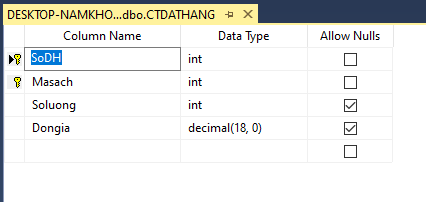 DESKTOP-NAMKHO...dbo.CTDATHANG
Column Name Data Type Allow Nulls
SoDH int
Masach int
Soluong int
Dongia decimal(18, 0)